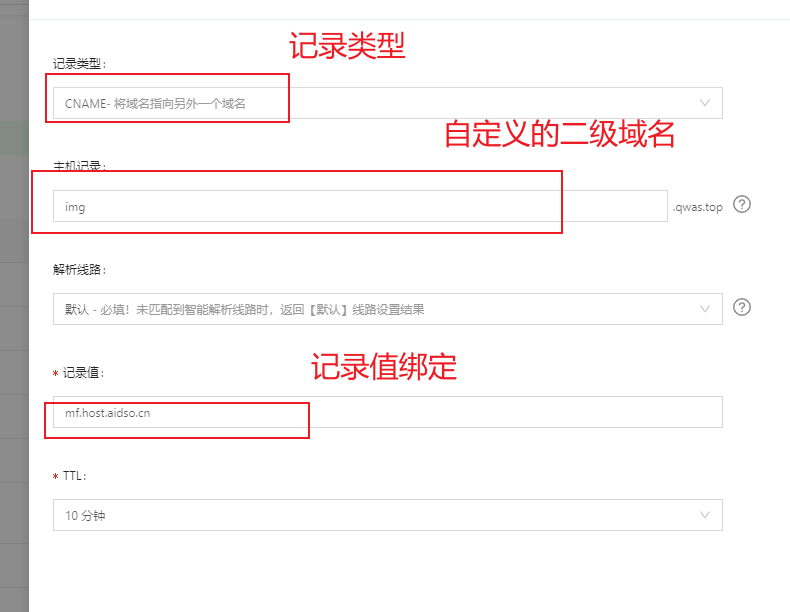 记录类型
记录类型：
CNAME- 将域名指向另外一个域名
自定义的二级域名
主机记录：
img
.qwas.top
解析线路：
默认 - 必填！未匹配到智能解析线路时，返回【默认】线路设置结果
记录值绑定
* 记录值：
mf.host.aidso.cn
* TTL：
10 分钟